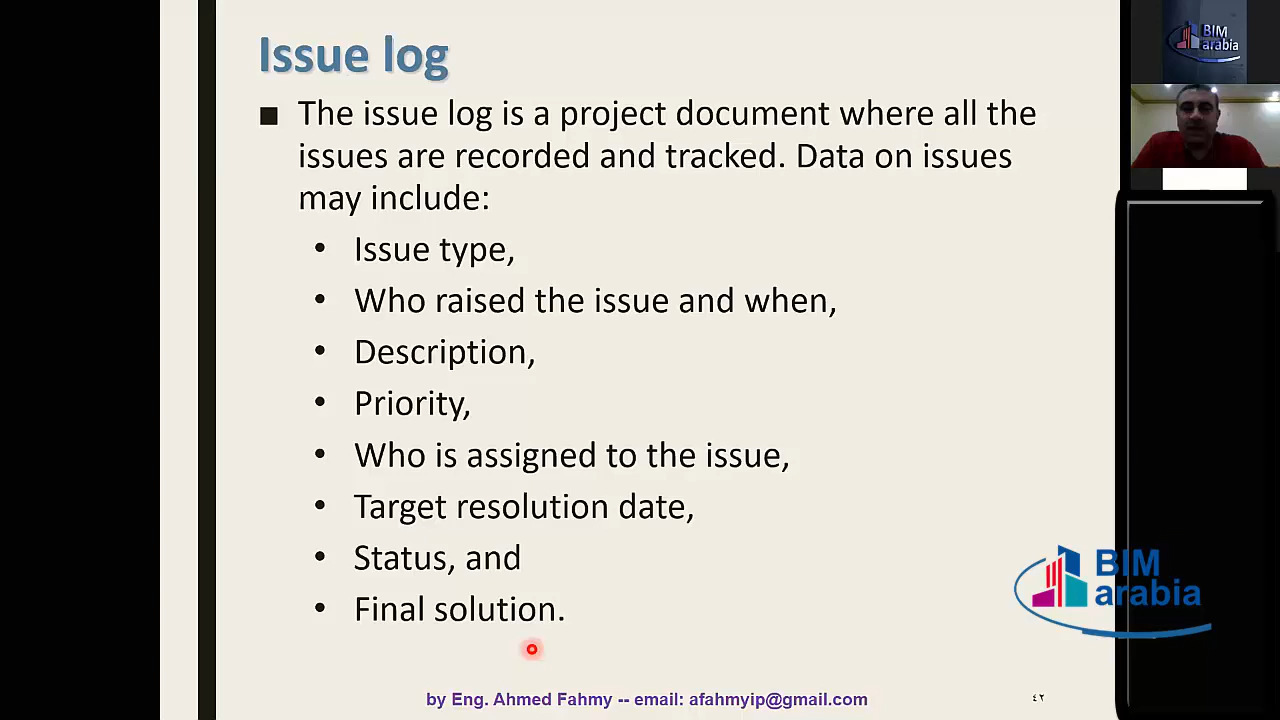 Issue log
■ The issue log is a project document where all the
issues are recorded and tracked. Data on issues
may include:
• Issue type,
• Who raised the issue and when,
• Description,
• Priority,
• Who is assigned to the issue,
• Target resolution date,
• Status, and
• Final solution.
by Eng. Ahmed Fahmy -- email: afahmyip@gmail.com
٤٢
BIM
arabia
BIM
arabia